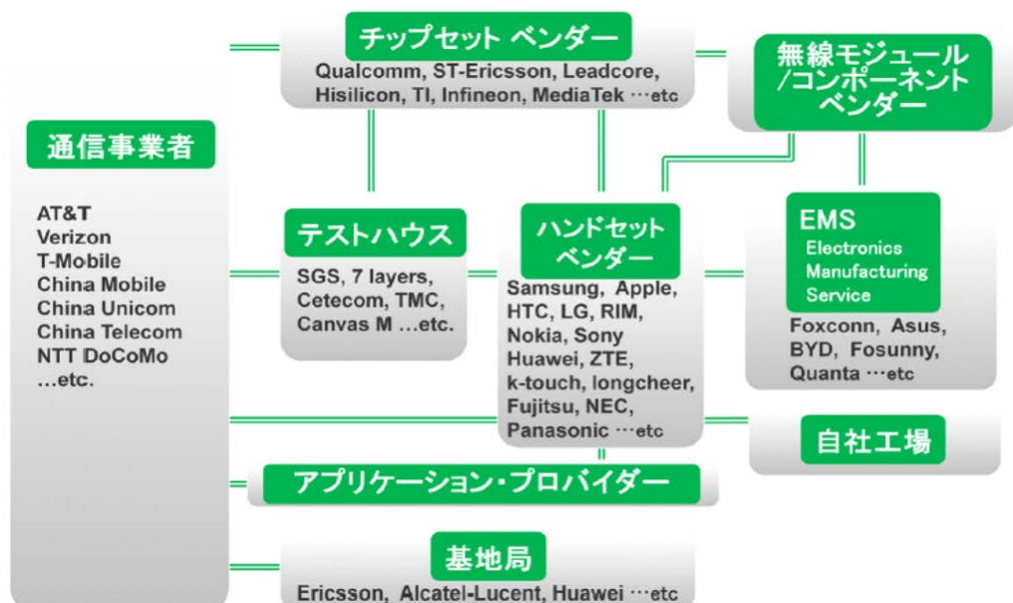 チップセット ベンダー
Qualcomm, ST-Ericsson, Leadcore,
Hisilicon, TI, Infineon, MediaTek …etc
無線モジュール
/コンポーネント
ベンダー
通信事業者
AT&T
Verizon
T-Mobile
China Mobile
China Unicom
China Telecom
NTT DoCoMo
…etc.
テストハウス
SGS, 7 layers,
Cetecom, TMC,
Canvas M …etc.
ハンドセット
ベンダー
Samsung, Apple,
HTC, LG, RIM,
Nokia, Sony
Huawei, ZTE,
k-touch, longcheer,
Fujitsu, NEC,
Panasonic …etc
EMS
Electronics
Manufacturing
Service
Foxconn, Asus,
BYD, Fosunny,
Quanta …etc
自社工場
アプリケーション・プロバイダー
基地局
Ericsson, Alcatel-Lucent, Huawei …etc